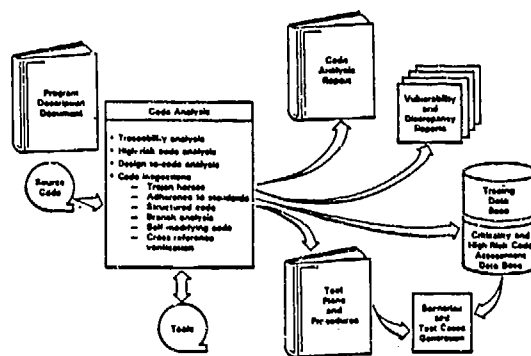 Program
Description
Document
Source
Code
Code Analysis
• Traceability analysis
• High risk code analysis
• Design to-code analysis
• Code inspections
— Trojan horses
— Adherence to standards
— Structured code
— Branch analysis
— Self modifying code
— Cross reference
verification
Tools
Code
Analysis
Report
Vulnerability
and
Discrepancy
Reports
Tracing
Data
Base
Criticality and
High Risk Code
Assessment
Data Base
Test
Plans
and
Procedures
and
Test Cases